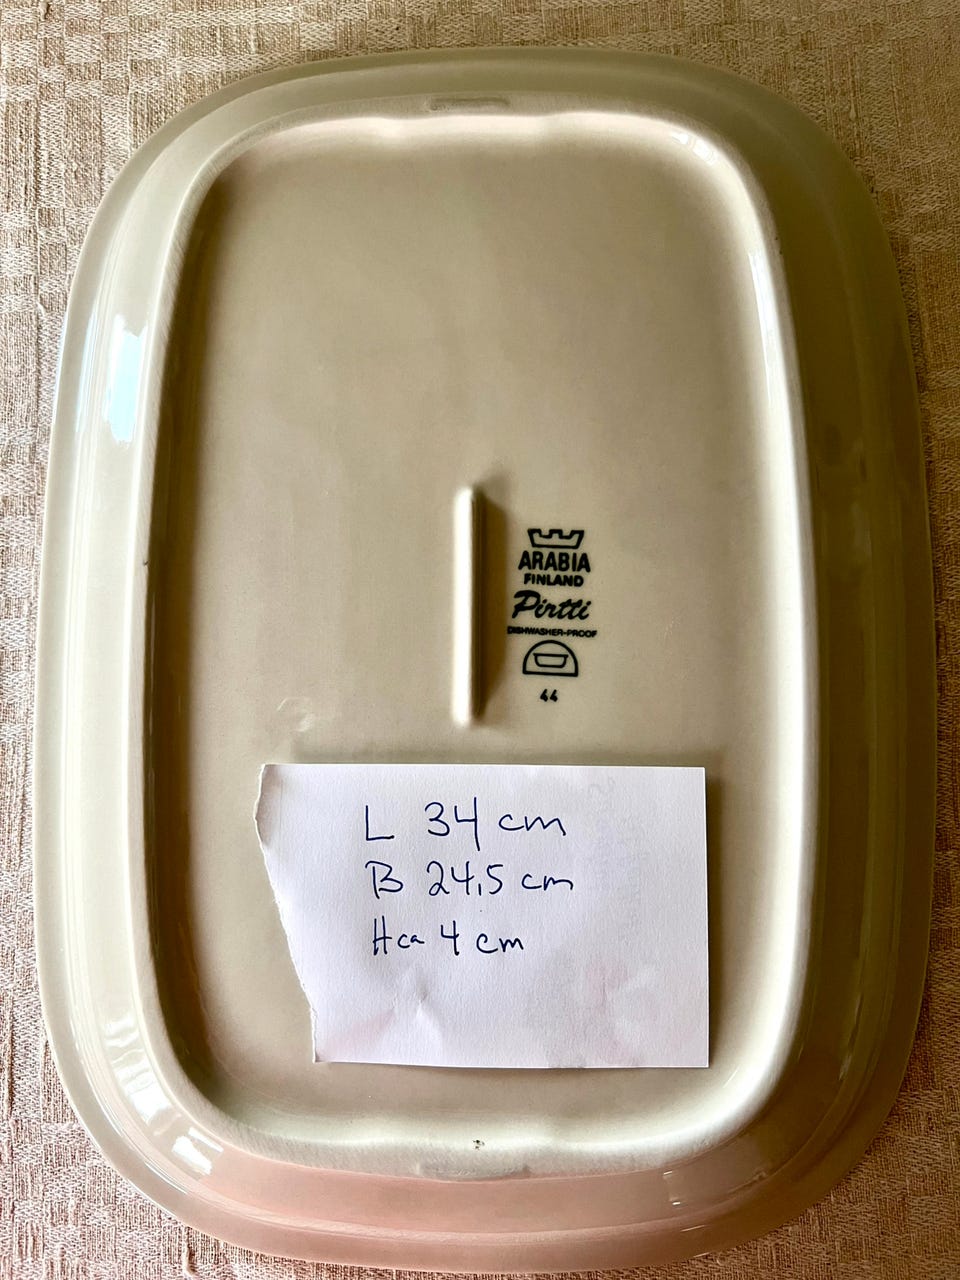 ARABIA
FINLAND
Pirtti
DISHWASHER-PROOF
44
L 34 cm
B 24,5 cm
H ca 4 cm